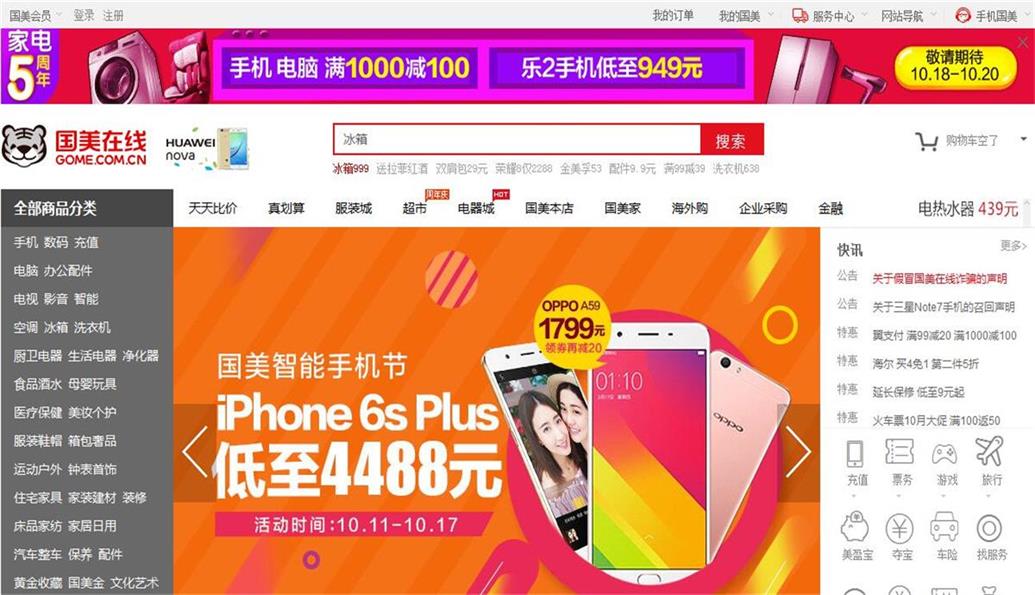 国美会员 登录 注册 我的订单 我的国美 服务中心 网站导航 手机国美
家电5周年
手机 电脑 满1000减100
乐2手机低至949元
敬请期待
10.18-10.20
国美在线
GOME.COM.CN
HUAWEI
nova
冰箱 搜索
购物车空了
冰箱999 送拉菲红酒 双肩包29元 荣耀8仅2288 金美孚53 配件9.9元 满99减39 洗衣机638
周年庆 HOT
全部商品分类 天天比价 真划算 服装城 超市 电器城 国美本店 国美家 海外购 企业采购 金融 电热水器 439元
手机 数码 充值
电脑 办公配件
电视 影音 智能
空调 冰箱 洗衣机
厨卫电器 生活电器 净化器
食品酒水 母婴玩具
医疗保健 美妆个护
服装鞋帽 箱包奢品
运动户外 钟表首饰
住宅家具 家装建材 装修
床品家纺 家居日用
汽车整车 保养 配件
黄金收藏 国美金 文化艺术
国美智能手机节
iPhone 6s Plus
低至4488元
活动时间:10.11-10.17
OPPO A59
1799元
领券再减20
01:10
oppo
快讯 更多>
公告 关于假冒国美在线诈骗的声明
公告 关于三星Note7手机的召回声明
特惠 翼支付 满99减20 满1000减100
特惠 海尔 买4免1 第二件5折
特惠 延长保修 低至9元起
特惠 火车票10月大促 满100返50
充值 票务 游戏 旅行
美盈宝 夺宝 车险 找服务